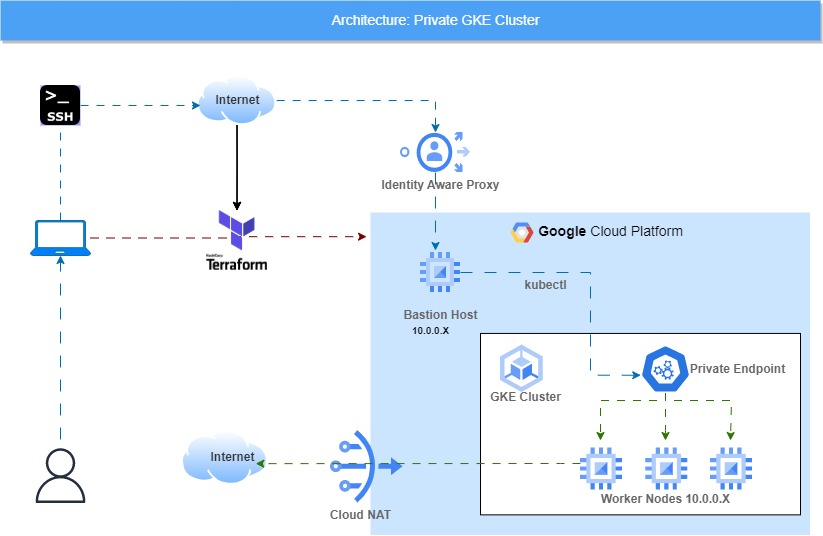 Architecture: Private GKE Cluster
>_
SSH
Internet
Identity Aware Proxy
Google Cloud Platform
HashiCorp
Terraform
kubectl
Bastion Host
10.0.0.X
GKE Cluster
Private Endpoint
Internet
Worker Nodes 10.0.0.X
Cloud NAT